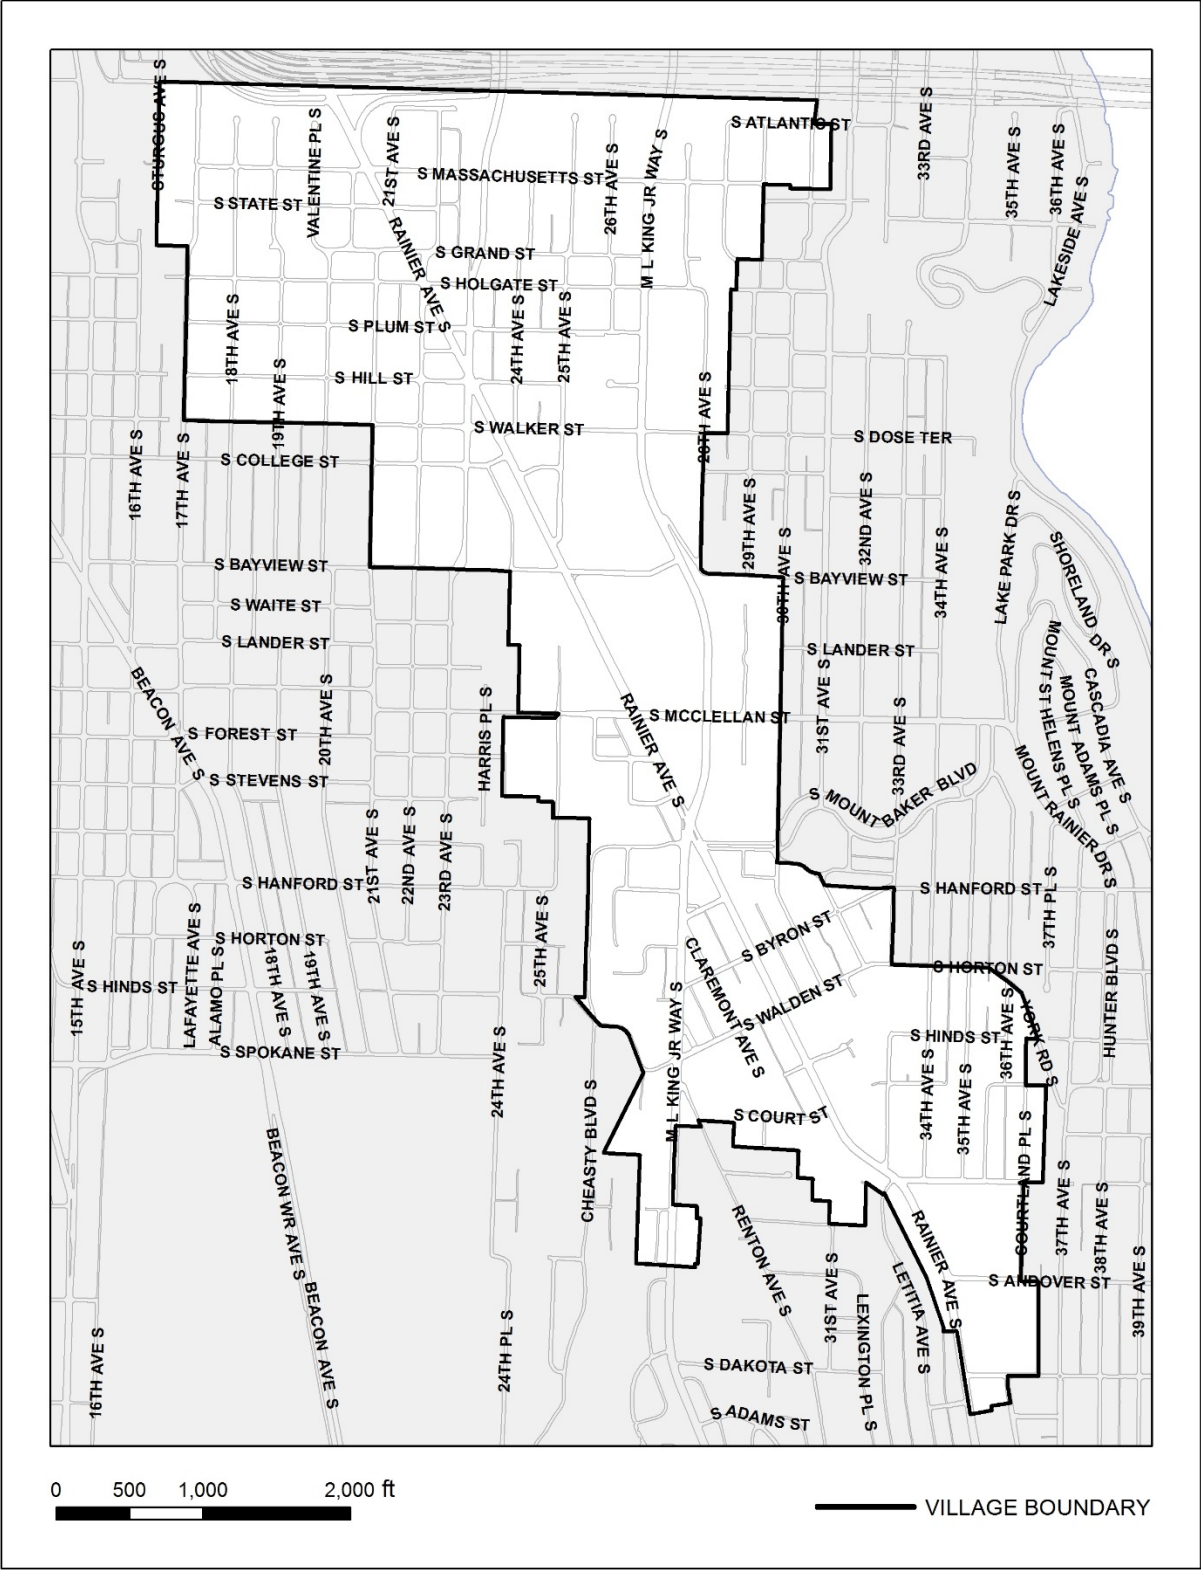 STURGUS AVE S
VALENTINE PL S
21ST AVE S
S MASSACHUSETTS ST
26TH AVE S
M L KING JR WAY S
S ATLANTIC ST
33RD AVE S
35TH AVE S
36TH AVE S
LAKESIDE AVE S
S STATE ST
RAINIER AVE S
S GRAND ST
S HOLGATE ST
S PLUM ST
18TH AVE S
19TH AVE S
24TH AVE S
25TH AVE S
S HILL ST
28TH AVE S
S WALKER ST
S DOSE TER
16TH AVE S
17TH AVE S
S COLLEGE ST
29TH AVE S
30TH AVE S
32ND AVE S
34TH AVE S
LAKE PARK DR S
SHORELAND DR S
S BAYVIEW ST
S BAYVIEW ST
S WAITE ST
S LANDER ST
S LANDER ST
MOUNT ST HELENS PL S
MOUNT ADAMS PL S
CASCADIA AVE S
BEACON AVE S
20TH AVE S
HARRIS PL S
RAINIER AVE S
S MCCLELLAN ST
31ST AVE S
33RD AVE S
S FOREST ST
S STEVENS ST
S MOUNT BAKER BLVD
MOUNT RAINIER DR S
21ST AVE S
22ND AVE S
23RD AVE S
S HANFORD ST
S HANFORD ST
37TH PL S
LAFAYETTE AVE S
ALAMO PL S
S HORTON ST
18TH AVE S
19TH AVE S
25TH AVE S
CLAREMONT AVE S
S BYRON ST
S WALDEN ST
S HORTON ST
HUNTER BLVD S
15TH AVE S
S HINDS ST
S HINDS ST
36TH AVE S
YORK RD S
S SPOKANE ST
24TH AVE S
M L KING JR WAY S
34TH AVE S
35TH AVE S
S COURT ST
CHEASTY BLVD S
COURTLAND PL S
37TH AVE S
38TH AVE S
39TH AVE S
BEACON WR AVE S
BEACON AVE S
RENTON AVE S
31ST AVE S
LEXINGTON PL S
LETITIA AVE S
RAINIER AVE S
S ANDOVER ST
16TH AVE S
24TH PL S
S DAKOTA ST
S ADAMS ST
0 500 1,000 2,000 ft
VILLAGE BOUNDARY